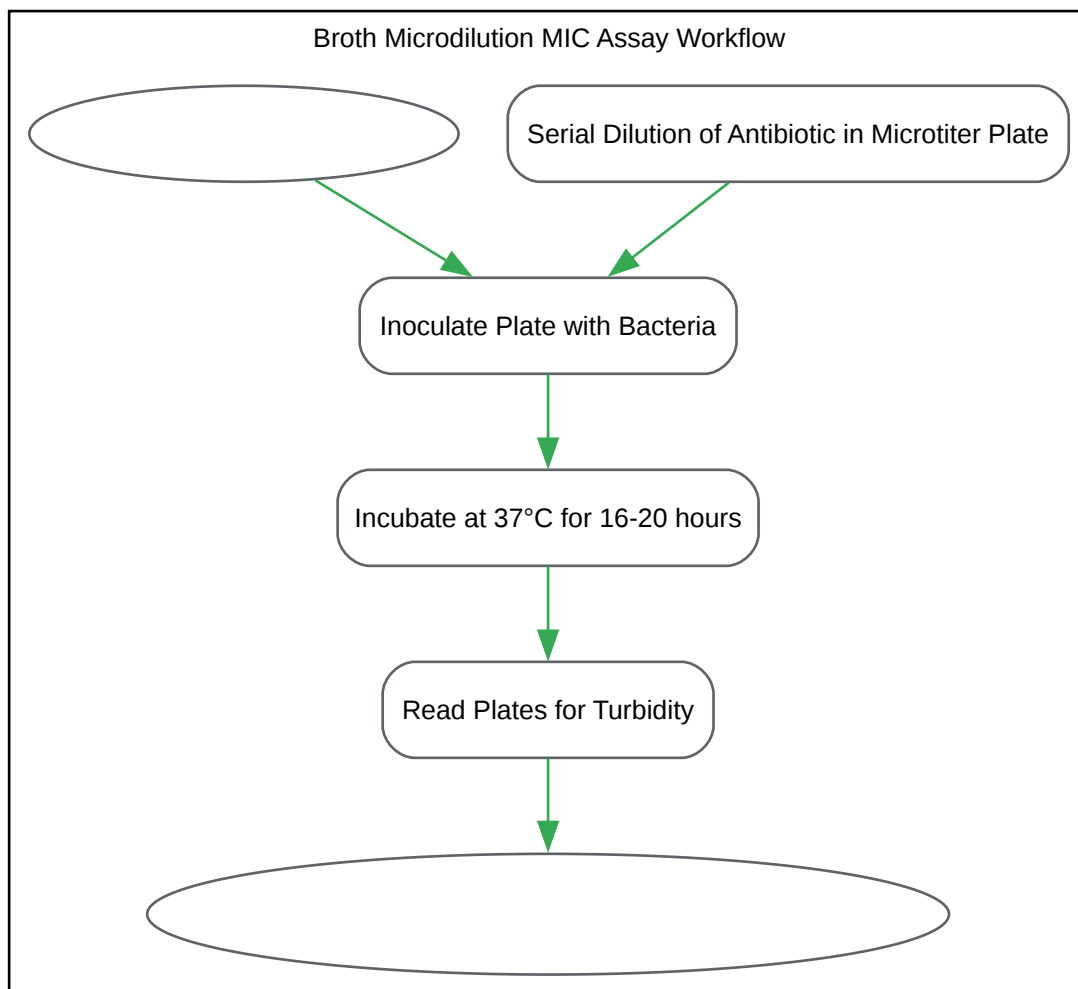 Broth Microdilution MIC Assay Workflow
Serial Dilution of Antibiotic in Microtiter Plate
Inoculate Plate with Bacteria
Incubate at 37°C for 16-20 hours
Read Plates for Turbidity